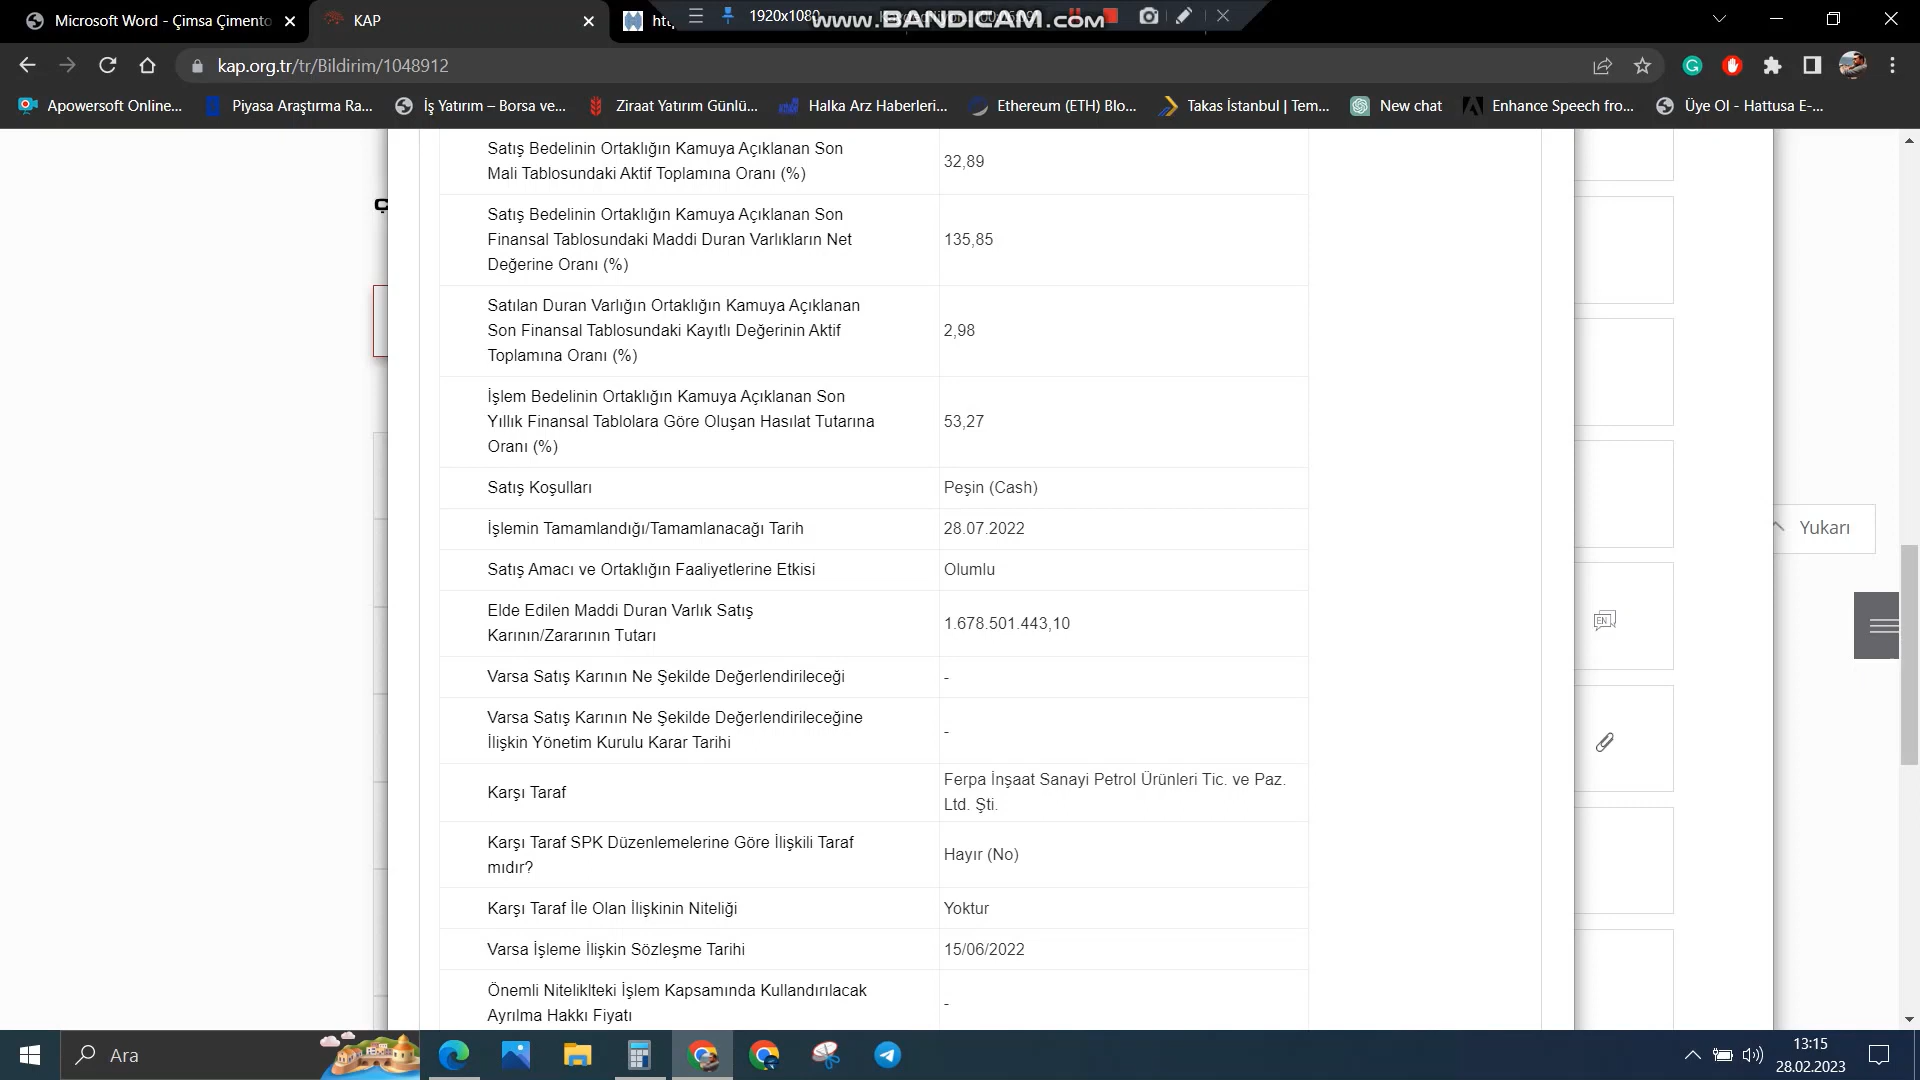 Microsoft Word - Çimsa Çimento
KAP
1920x1080
www.BANDICAM.com
kap.org.tr/tr/Bildirim/1048912
Apowersoft Online...
Piyasa Araştırma Ra...
İş Yatırım – Borsa ve...
Ziraat Yatırım Günlü...
Halka Arz Haberleri...
Ethereum (ETH) Blo...
Takas İstanbul | Tem...
New chat
Enhance Speech fro...
Üye Ol - Hattusa E-...
Satış Bedelinin Ortaklığın Kamuya Açıklanan Son
Mali Tablosundaki Aktif Toplamına Oranı (%)
32,89
Satış Bedelinin Ortaklığın Kamuya Açıklanan Son
Finansal Tablosundaki Maddi Duran Varlıkların Net
Değerine Oranı (%)
135,85
Satılan Duran Varlığın Ortaklığın Kamuya Açıklanan
Son Finansal Tablosundaki Kayıtlı Değerinin Aktif
Toplamına Oranı (%)
2,98
İşlem Bedelinin Ortaklığın Kamuya Açıklanan Son
Yıllık Finansal Tablolara Göre Oluşan Hasılat Tutarına
Oranı (%)
53,27
Satış Koşulları
Peşin (Cash)
İşlemin Tamamlandığı/Tamamlanacağı Tarih
28.07.2022
Satış Amacı ve Ortaklığın Faaliyetlerine Etkisi
Olumlu
Elde Edilen Maddi Duran Varlık Satış
Karının/Zararının Tutarı
1.678.501.443,10
Varsa Satış Karının Ne Şekilde Değerlendirileceği
-
Varsa Satış Karının Ne Şekilde Değerlendirileceğine
İlişkin Yönetim Kurulu Karar Tarihi
-
Karşı Taraf
Ferpa İnşaat Sanayi Petrol Ürünleri Tic. ve Paz.
Ltd. Şti.
Karşı Taraf SPK Düzenlemelerine Göre İlişkili Taraf
mıdır?
Hayır (No)
Karşı Taraf İle Olan İlişkinin Niteliği
Yoktur
Varsa İşleme İlişkin Sözleşme Tarihi
15/06/2022
Önemli Niteliklteki İşlem Kapsamında Kullandırılacak
Ayrılma Hakkı Fiyatı
-
Yukarı
EN
Ara
13:15
28.02.2023